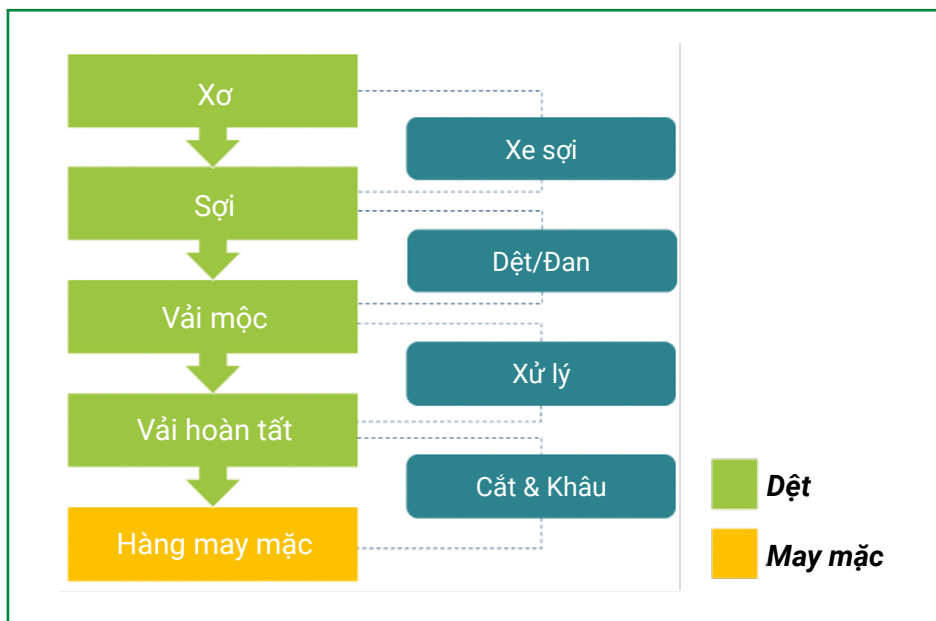 Xơ
Xe sợi
Sợi
Dệt/Đan
Vải mộc
Xử lý
Vải hoàn tất
Cắt & Khâu
Hàng may mặc
Dệt
May mặc